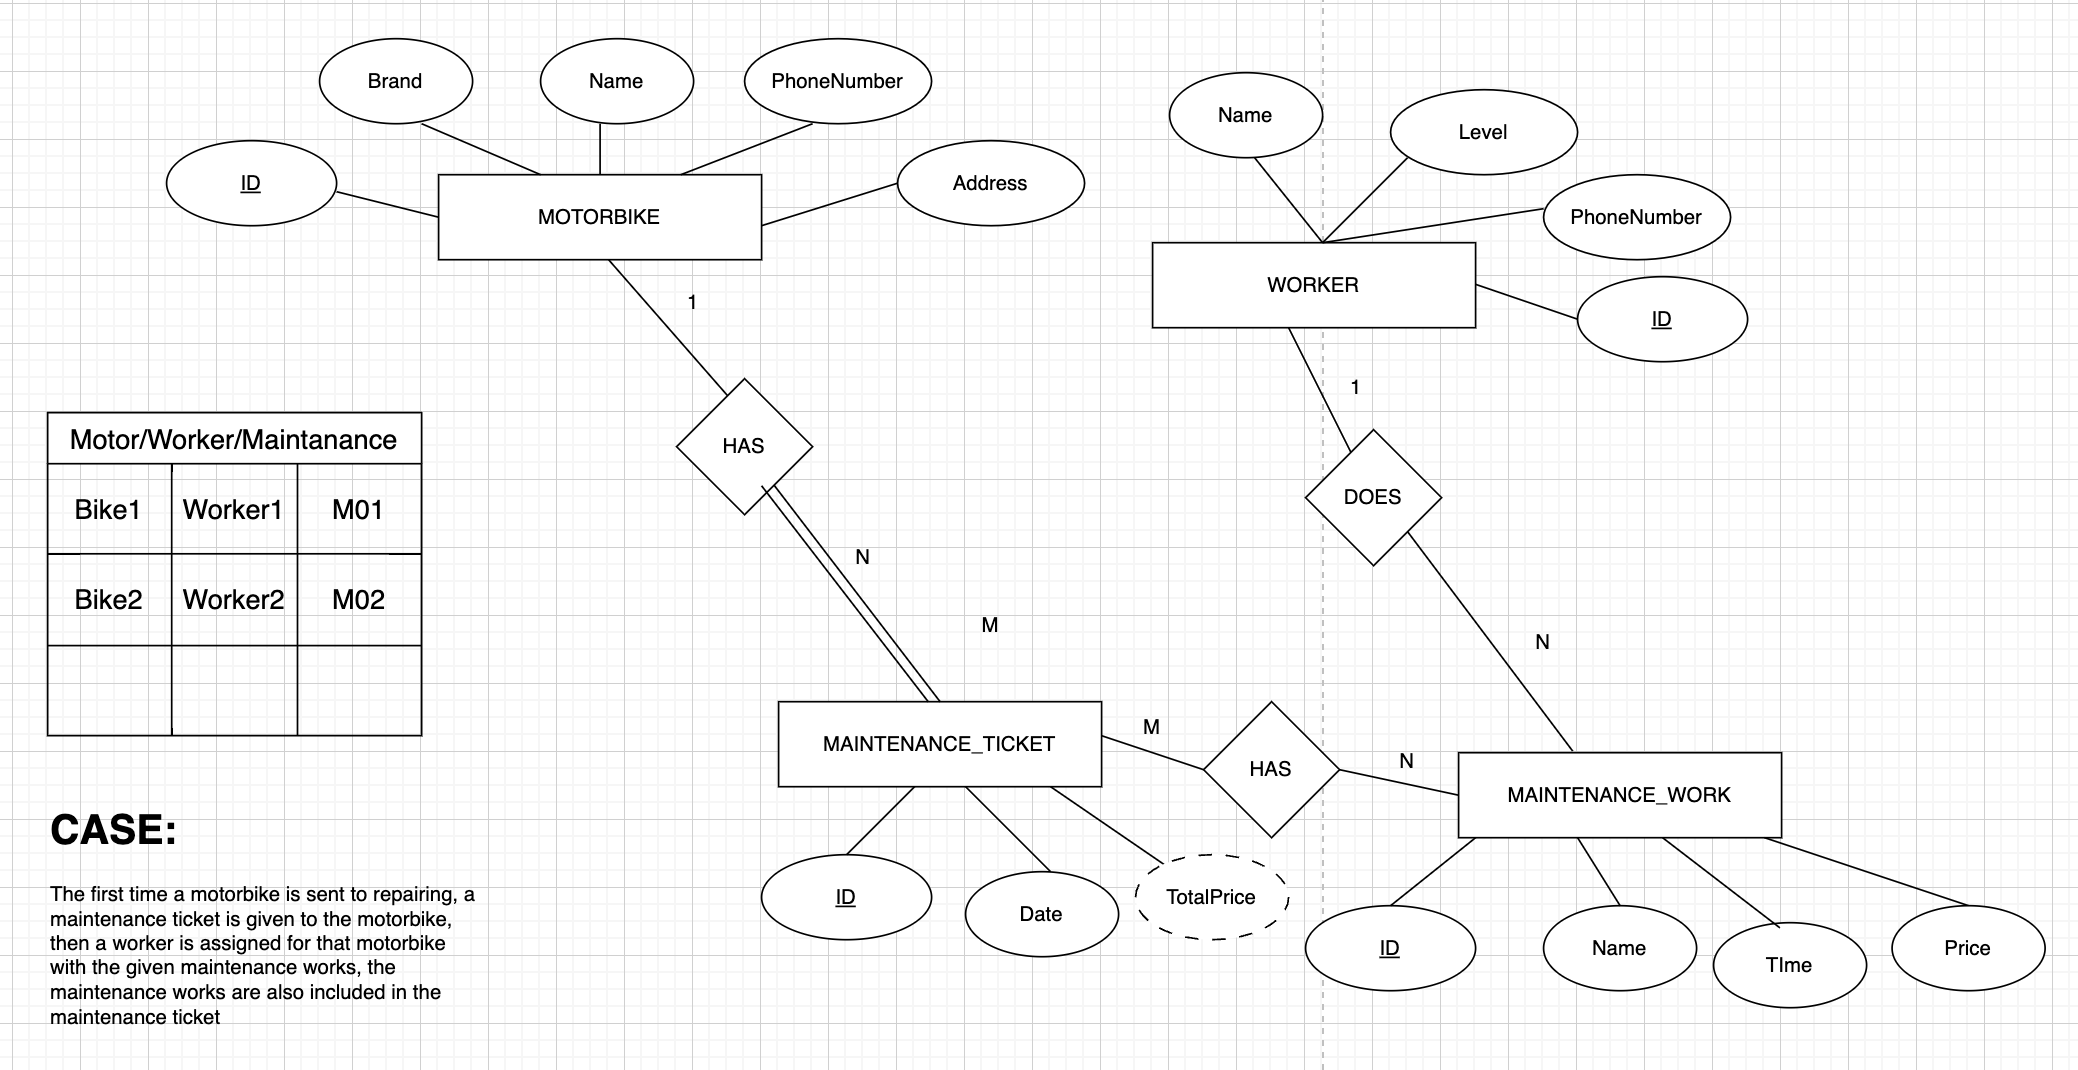 Brand
Name
PhoneNumber
ID
Address
MOTORBIKE
1
HAS
N
M
Name
Level
PhoneNumber
ID
WORKER
1
DOES
N
Motor/Worker/Maintanance
Bike1 Worker1 M01
Bike2 Worker2 M02
MAINTENANCE_TICKET
M
HAS
N
MAINTENANCE_WORK
ID
Date
TotalPrice
ID
Name
TIme
Price
CASE:
The first time a motorbike is sent to repairing, a
maintenance ticket is given to the motorbike,
then a worker is assigned for that motorbike
with the given maintenance works, the
maintenance works are also included in the
maintenance ticket